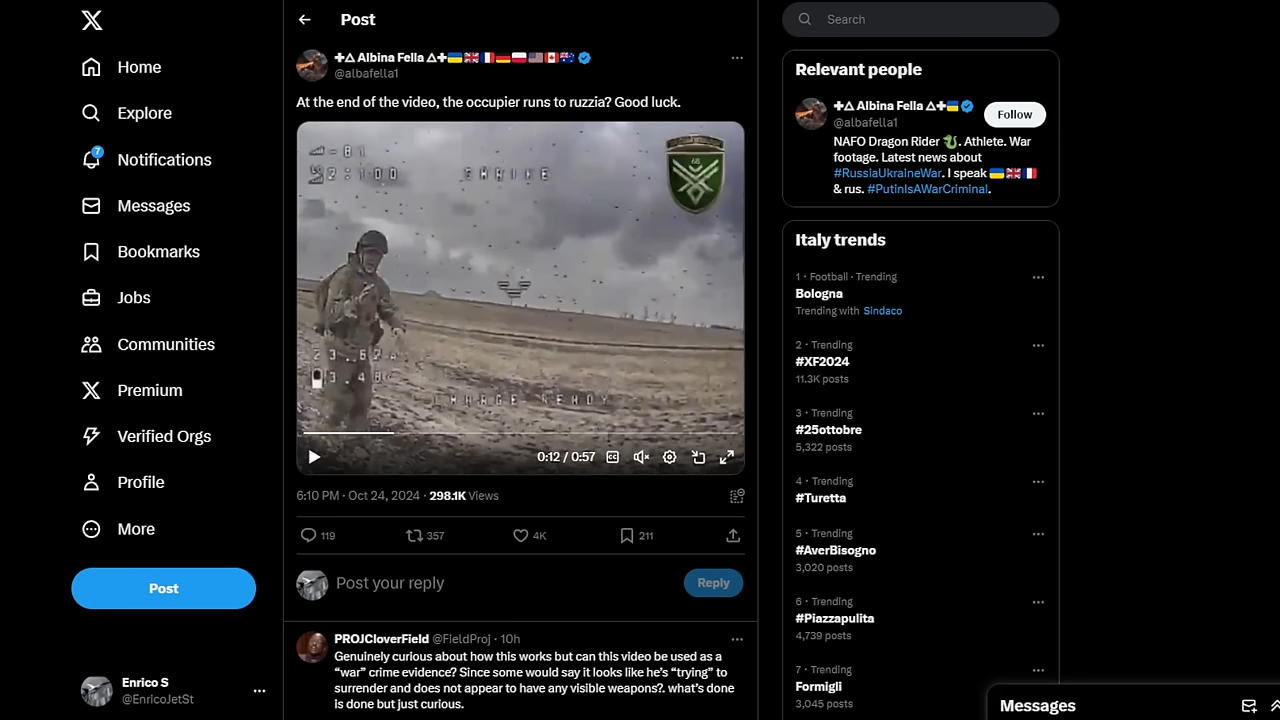 Post
Search
Home
Explore
7
Notifications
Messages
Bookmarks
Jobs
Communities
Premium
Verified Orgs
Profile
More
Post
Enrico S
@EnricoJetSt
Albina Fella
@albafella1
At the end of the video, the occupier runs to ruzzia? Good luck.
68
CHARGE READY
0:12 / 0:57
6:10 PM · Oct 24, 2024 · 298.1K Views
119 357 4K 211
Post your reply
Reply
PROJCloverField @FieldProj · 10h
Genuinely curious about how this works but can this video be used as a
“war” crime evidence? Since some would say it looks like he’s “trying” to
surrender and does not appear to have any visible weapons?. what’s done
is done but just curious.
Relevant people
Albina Fella
@albafella1
Follow
NAFO Dragon Rider 🐉. Athlete. War
footage. Latest news about
#RussiaUkraineWar. I speak 🇺🇦🇬🇧🇫🇷
& rus. #PutinIsAWarCriminal.
Italy trends
1 · Football · Trending
Bologna
Trending with Sindaco
2 · Trending
#XF2024
11.3K posts
3 · Trending
#25ottobre
5,322 posts
4 · Trending
#Turetta
5 · Trending
#AverBisogno
3,020 posts
6 · Trending
#Piazzapulita
4,739 posts
7 · Trending
Formigli
3,045 posts
Messages